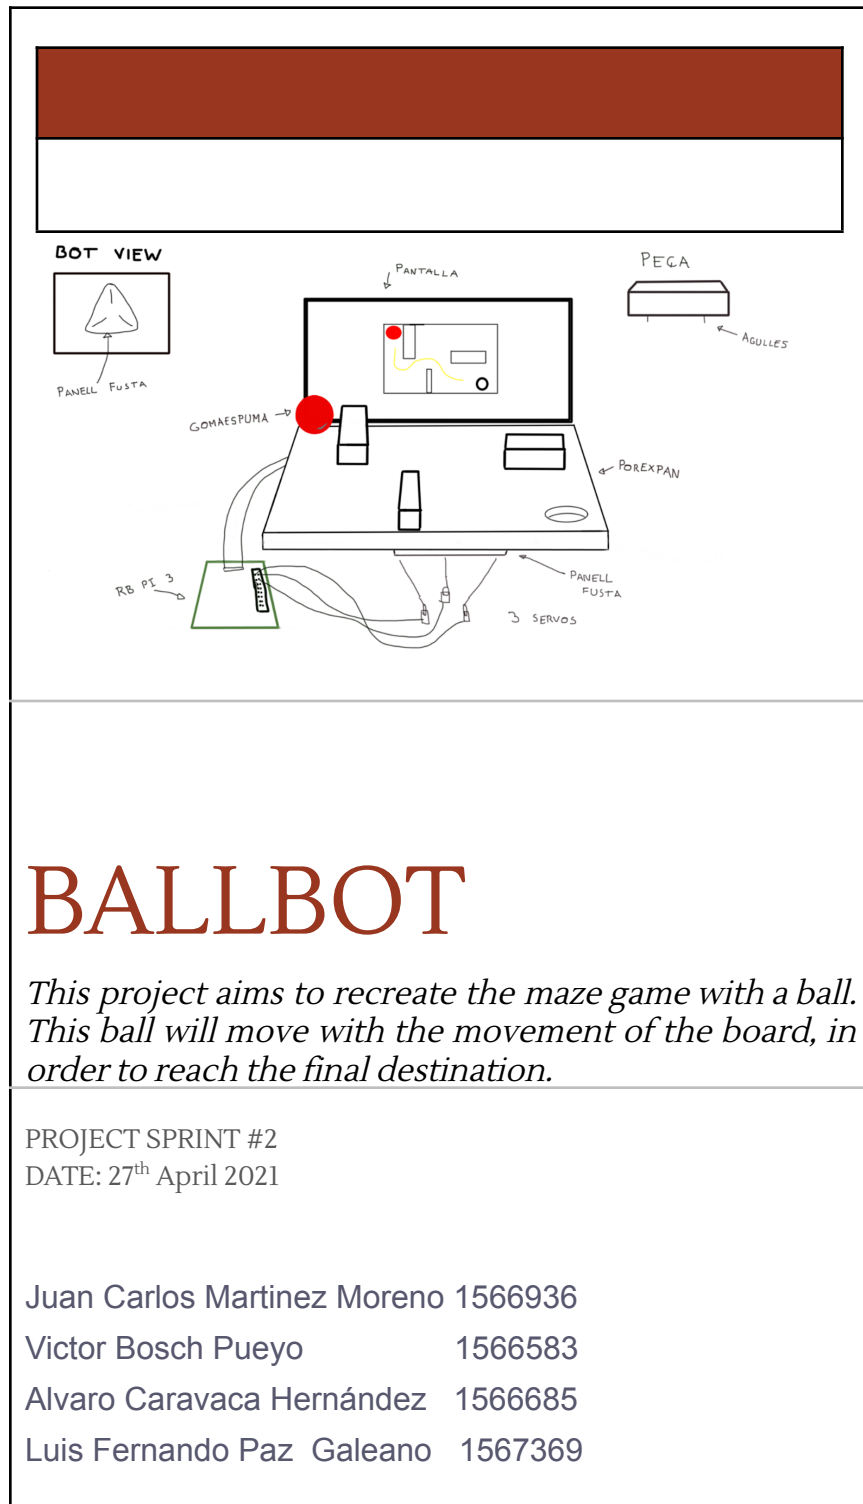 BOT VIEW
PANELL FUSTA
PANTALLA
PEÇA
AGULLES
GOMAESPUMA
POREXPAN
RB PI 3
PANELL
FUSTA
3 SERVOS
BALLBOT
This project aims to recreate the maze game with a ball.
This ball will move with the movement of the board, in
order to reach the final destination.
PROJECT SPRINT #2
DATE: 27th April 2021
Juan Carlos Martinez Moreno 1566936
Victor Bosch Pueyo 1566583
Alvaro Caravaca Hernández 1566685
Luis Fernando Paz Galeano 1567369